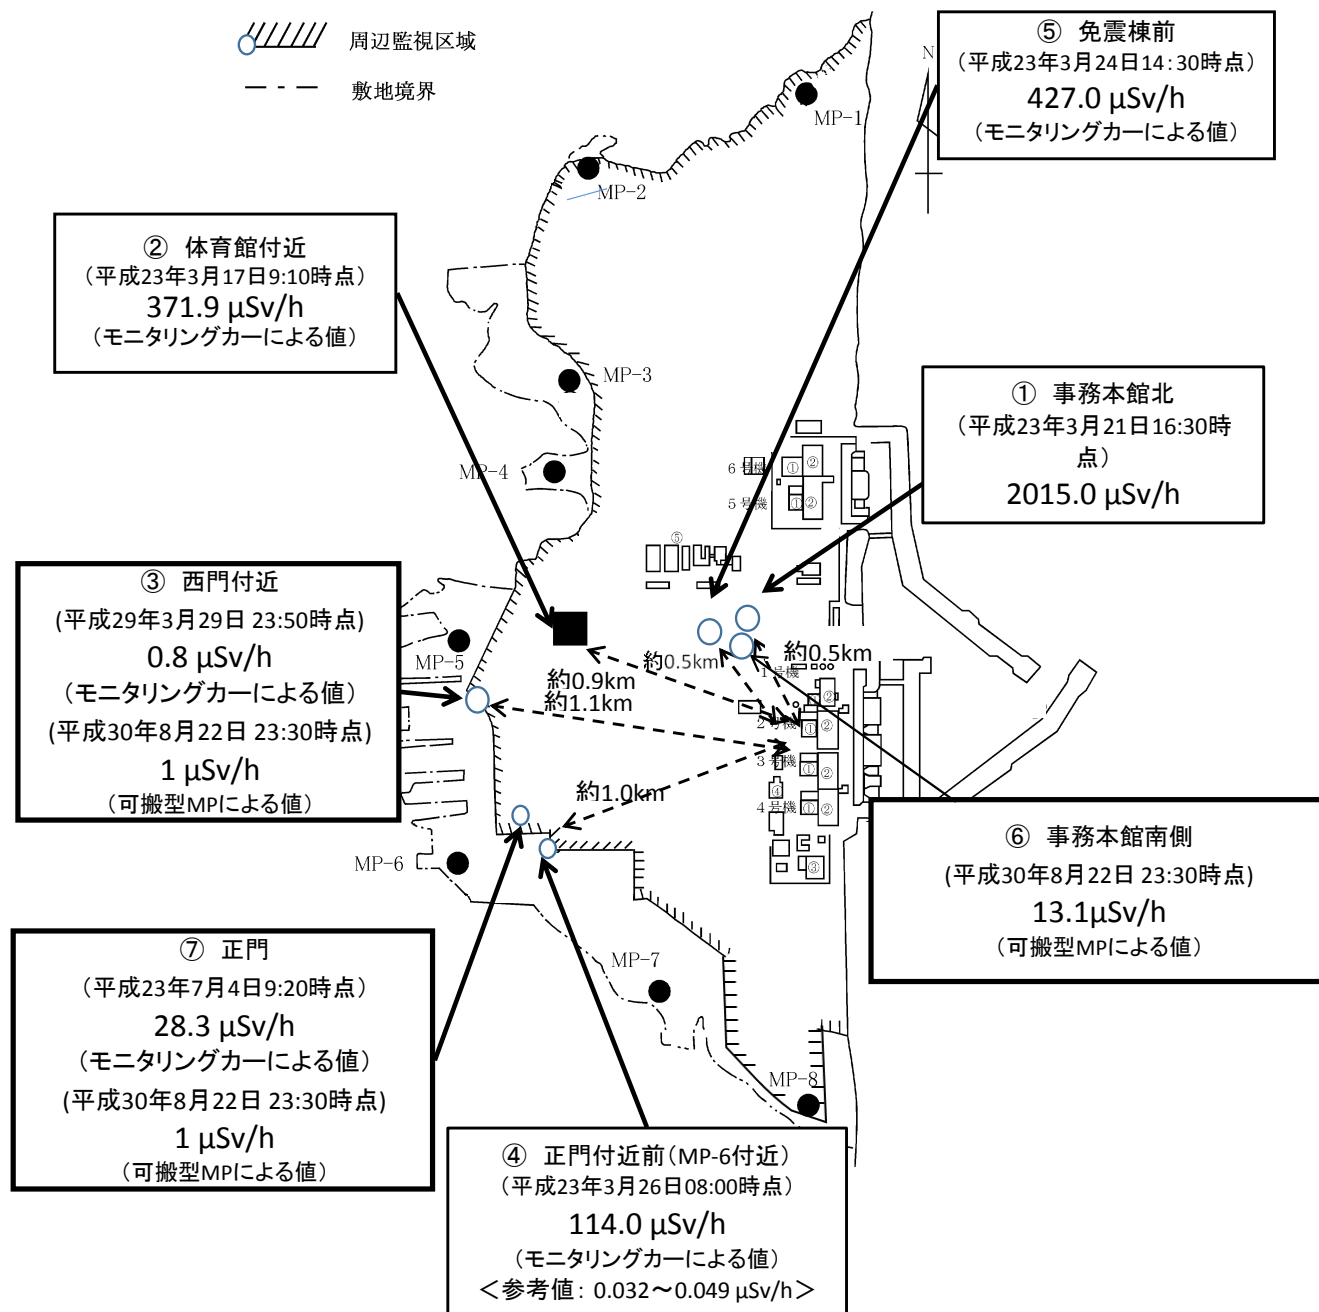 周辺監視区域
敷地境界
⑤ 免震棟前
(平成23年3月24日14:30時点)
427.0 μSv/h
(モニタリングカーによる値)
N
MP-1
MP-2
② 体育館付近
(平成23年3月17日9:10時点)
371.9 μSv/h
(モニタリングカーによる値)
MP-3
① 事務本館北
(平成23年3月21日16:30時
点)
2015.0 μSv/h
MP-4
6号機
① ②
5号機
① ②
⑤
③ 西門付近
(平成29年3月29日 23:50時点)
0.8 μSv/h
(モニタリングカーによる値)
(平成30年8月22日 23:30時点)
1 μSv/h
(可搬型MPによる値)
MP-5
約0.5km
約0.5km
約0.9km
約1.1km
1号機
②
2号機
① ②
3号機
① ②
約1.0km
④
4号機
① ②
③
MP-6
⑥ 事務本館南側
(平成30年8月22日 23:30時点)
13.1μSv/h
(可搬型MPによる値)
⑦ 正門
(平成23年7月4日9:20時点)
28.3 μSv/h
(モニタリングカーによる値)
(平成30年8月22日 23:30時点)
1 μSv/h
(可搬型MPによる値)
MP-7
MP-8
④ 正門付近前(MP-6付近)
(平成23年3月26日08:00時点)
114.0 μSv/h
(モニタリングカーによる値)
<参考値: 0.032~0.049 μSv/h>